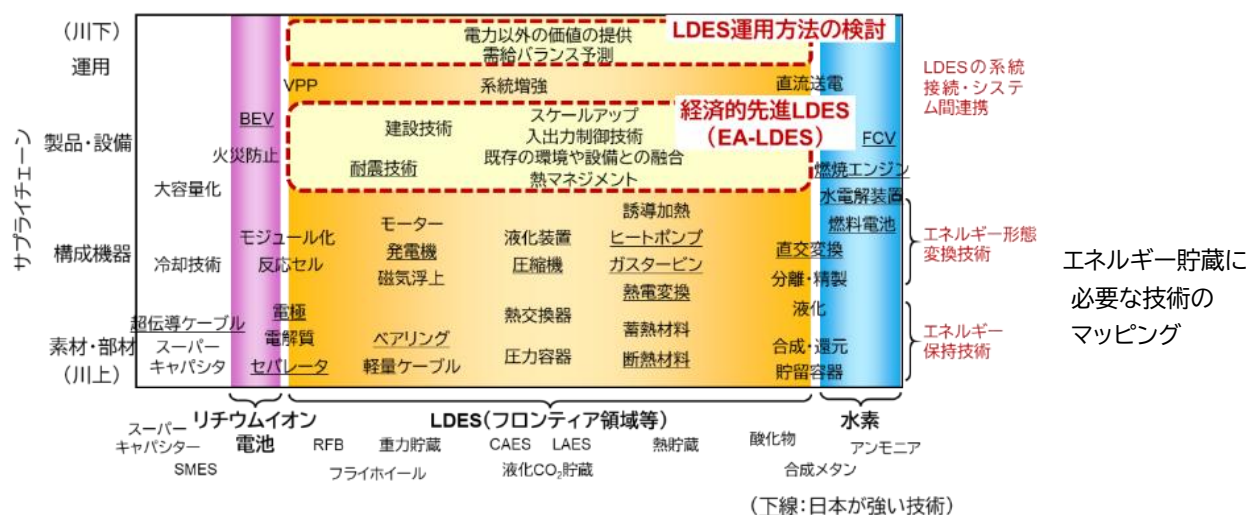 (川下)
運用
製品・設備
構成機器
素材・部材
(川上)
サプライチェーン
LDES運用方法の検討
電力以外の価値の提供
需給バランス予測
VPP
系統増強
直流送電
経済的先進LDES
(EA-LDES)
BEV
火災防止
大容量化
建設技術
耐震技術
スケールアップ
入出力制御技術
既存の環境や設備との融合
熱マネジメント
FCV
燃焼エンジン
水電解装置
燃料電池
冷却技術
モジュール化
反応セル
モーター
発電機
磁気浮上
液化装置
圧縮機
誘導加熱
ヒートポンプ
ガスタービン
熱電変換
直交変換
分離・精製
超伝導ケーブル
スーパー
キャパシタ
電極
電解質
セパレータ
ベアリング
軽量ケーブル
熱交換器
圧力容器
蓄熱材料
断熱材料
液化
合成・還元
貯留容器
LDESの系統
接続・システム
間連携
エネルギー形態
変換技術
エネルギー
保持技術
エネルギー貯蔵に
必要な技術の
マッピング
リチウムイオン
電池
LDES(フロンティア領域等)
水素
スーパー
キャパシター
SMES
RFB
重力貯蔵
フライホイール
CAES
LAES
液化CO₂貯蔵
熱貯蔵
酸化物
合成メタン
アンモニア
(下線:日本が強い技術)